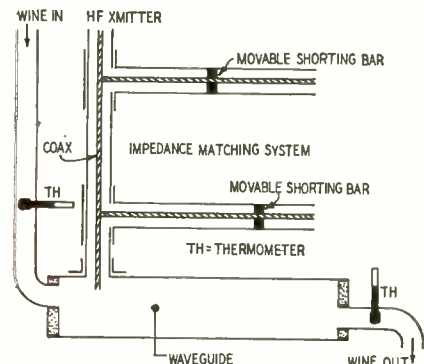 WINE IN
HF XMITTER
MOVABLE SHORTING BAR
COAX
IMPEDANCE MATCHING SYSTEM
TH
MOVABLE SHORTING BAR
TH=THERMOMETER
TH
WAVEGUIDE
WINE OUT